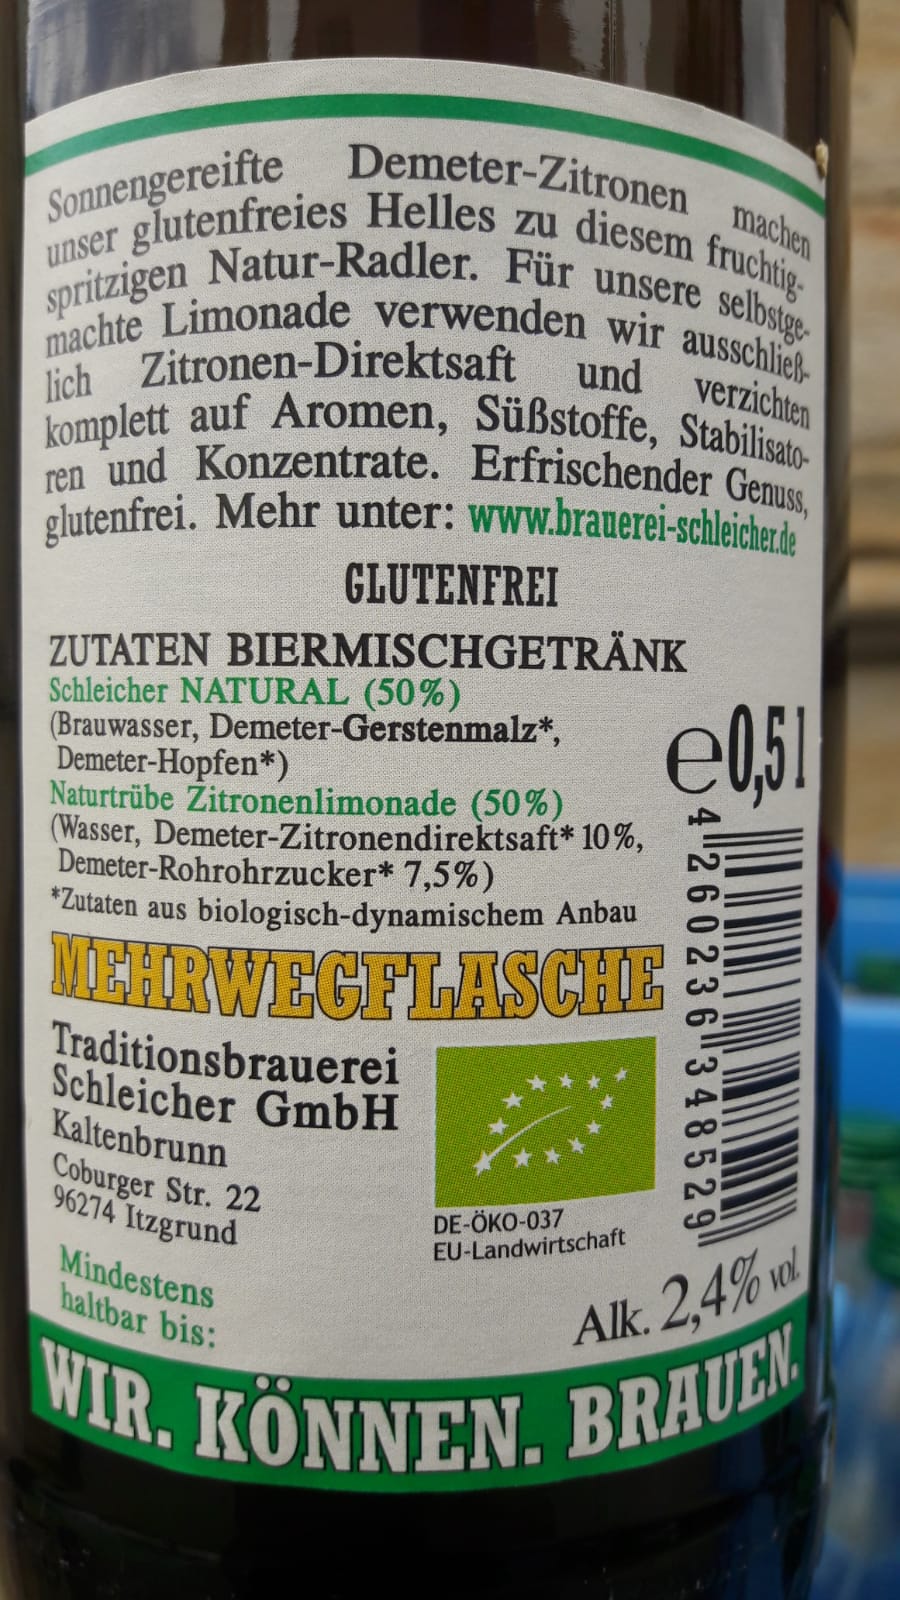 Sonnengereifte Demeter-Zitronen machen
unser glutenfreies Helles zu diesem fruchtig-
spritzigen Natur-Radler. Für unsere selbstge-
machte Limonade verwenden wir ausschließ-
lich Zitronen-Direktsaft und verzichten
komplett auf Aromen, Süßstoffe, Stabilisato-
ren und Konzentrate. Erfrischender Genuss,
glutenfrei. Mehr unter: www.brauerei-schleicher.de
GLUTENFREI
ZUTATEN BIERMISCHGETRÄNK
Schleicher NATURAL (50%)
(Brauwasser, Demeter-Gerstenmalz*,
Demeter-Hopfen*)
Naturtrübe Zitronenlimonade (50%)
(Wasser, Demeter-Zitronendirektsaft* 10%,
Demeter-Rohrohrzucker* 7,5%)
*Zutaten aus biologisch-dynamischem Anbau
e0,5l
4 260236 348529
MEHRWEGFLASCHE
Traditionsbrauerei
Schleicher GmbH
Kaltenbrunn
Coburger Str. 22
96274 Itzgrund
DE-ÖKO-037
EU-Landwirtschaft
Mindestens
haltbar bis:
Alk. 2,4% vol.
WIR. KÖNNEN. BRAUEN.